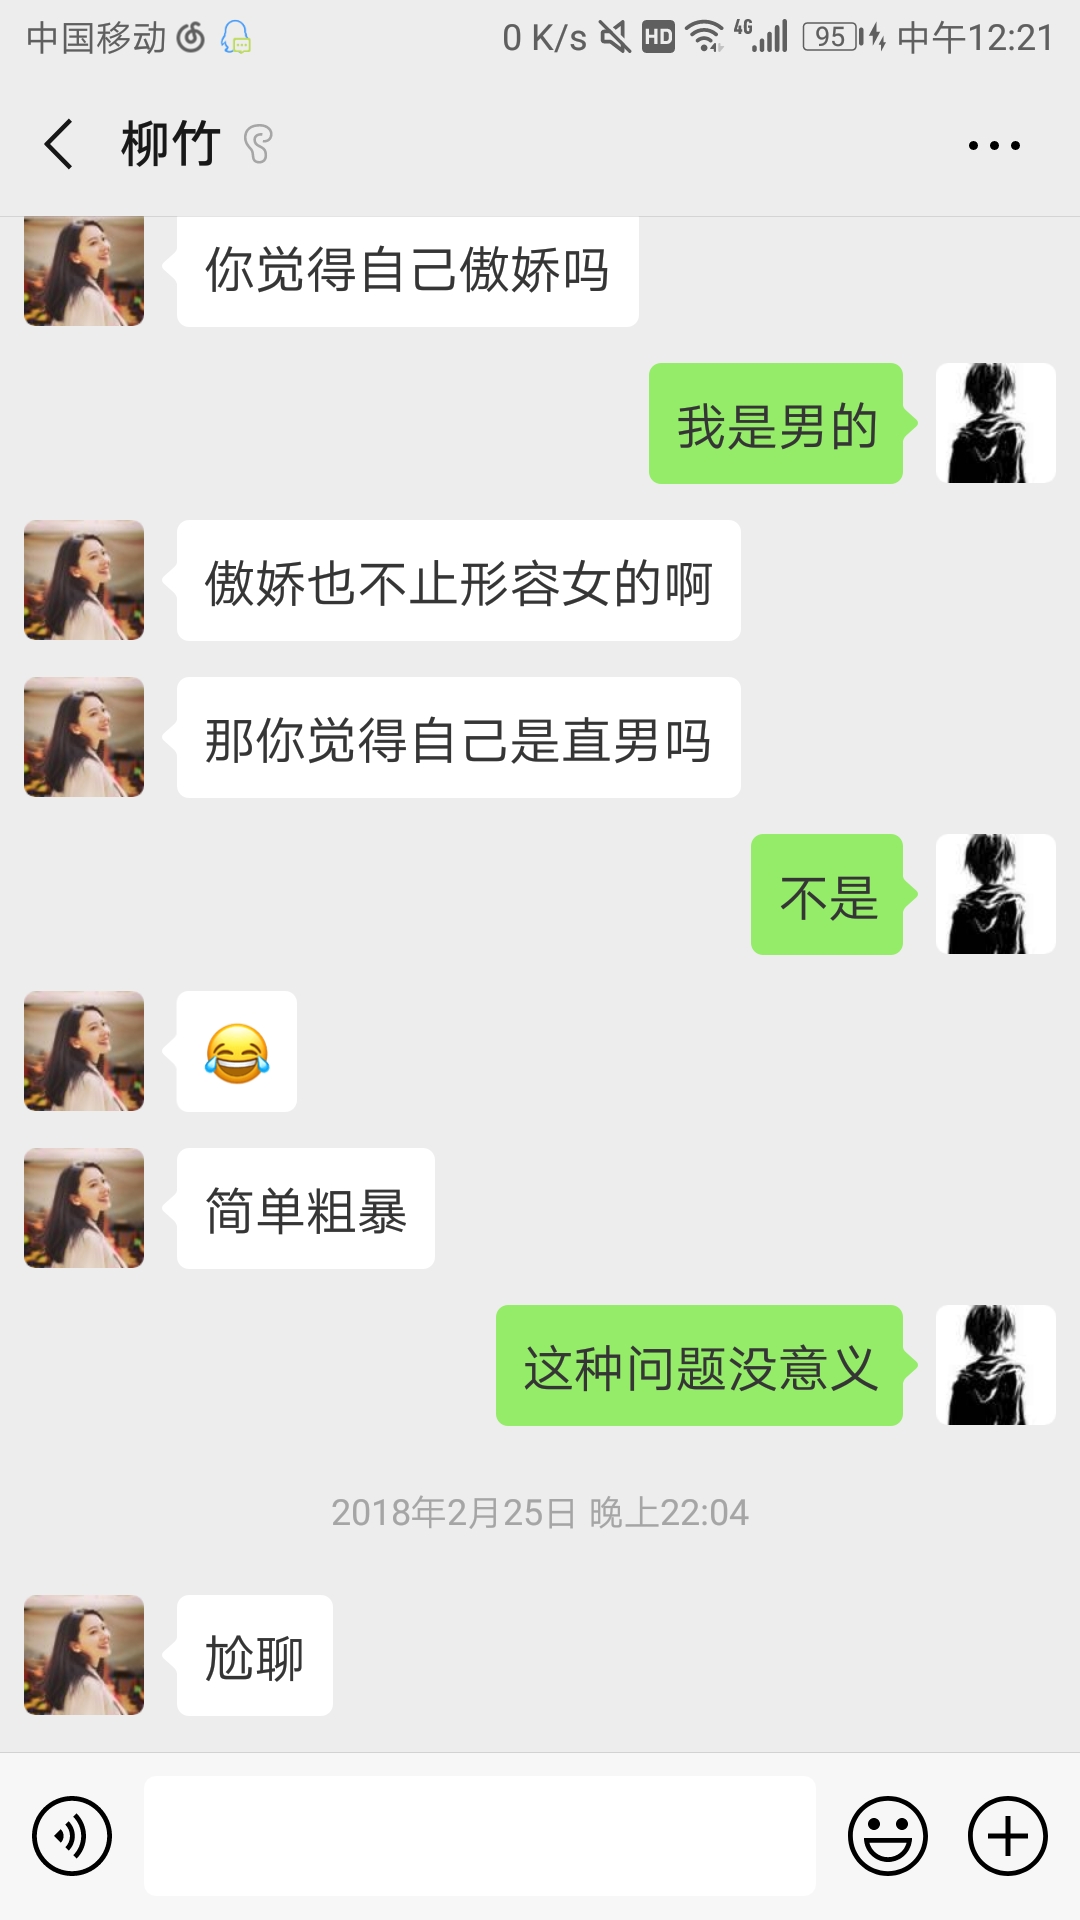 中国移动 0 K/s HD 4G 95 中午12:21
柳竹
你觉得自己傲娇吗
我是男的
傲娇也不止形容女的啊
那你觉得自己是直男吗
不是
😂
简单粗暴
这种问题没意义
2018年2月25日 晚上22:04
尬聊